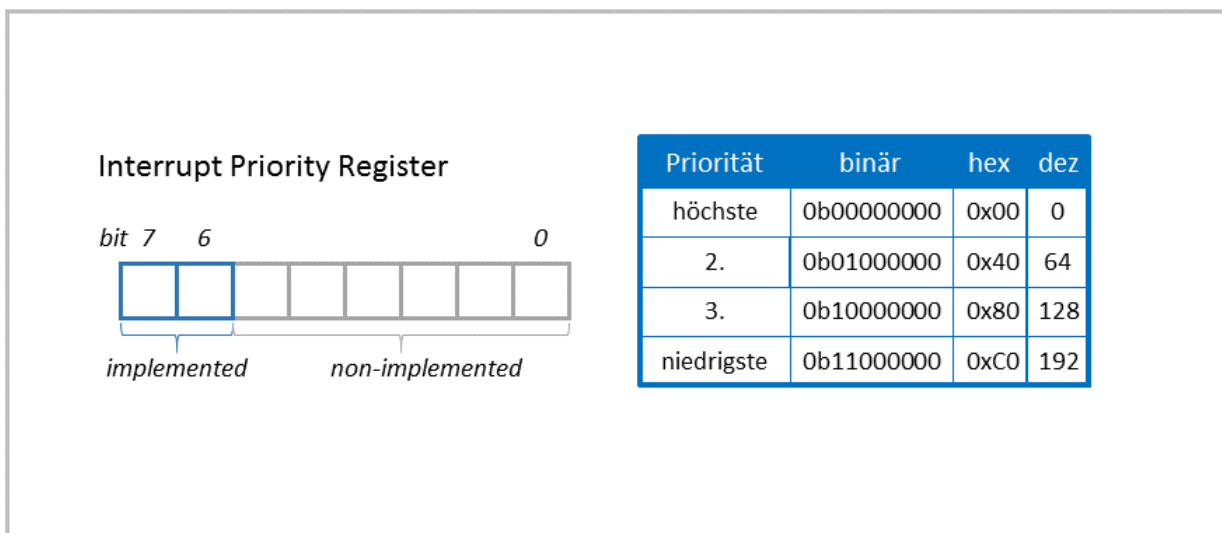 Interrupt Priority Register
bit 7 6 0
implemented non-implemented
Priorität binär hex dez
höchste 0b00000000 0x00 0
2. 0b01000000 0x40 64
3. 0b10000000 0x80 128
niedrigste 0b11000000 0xC0 192